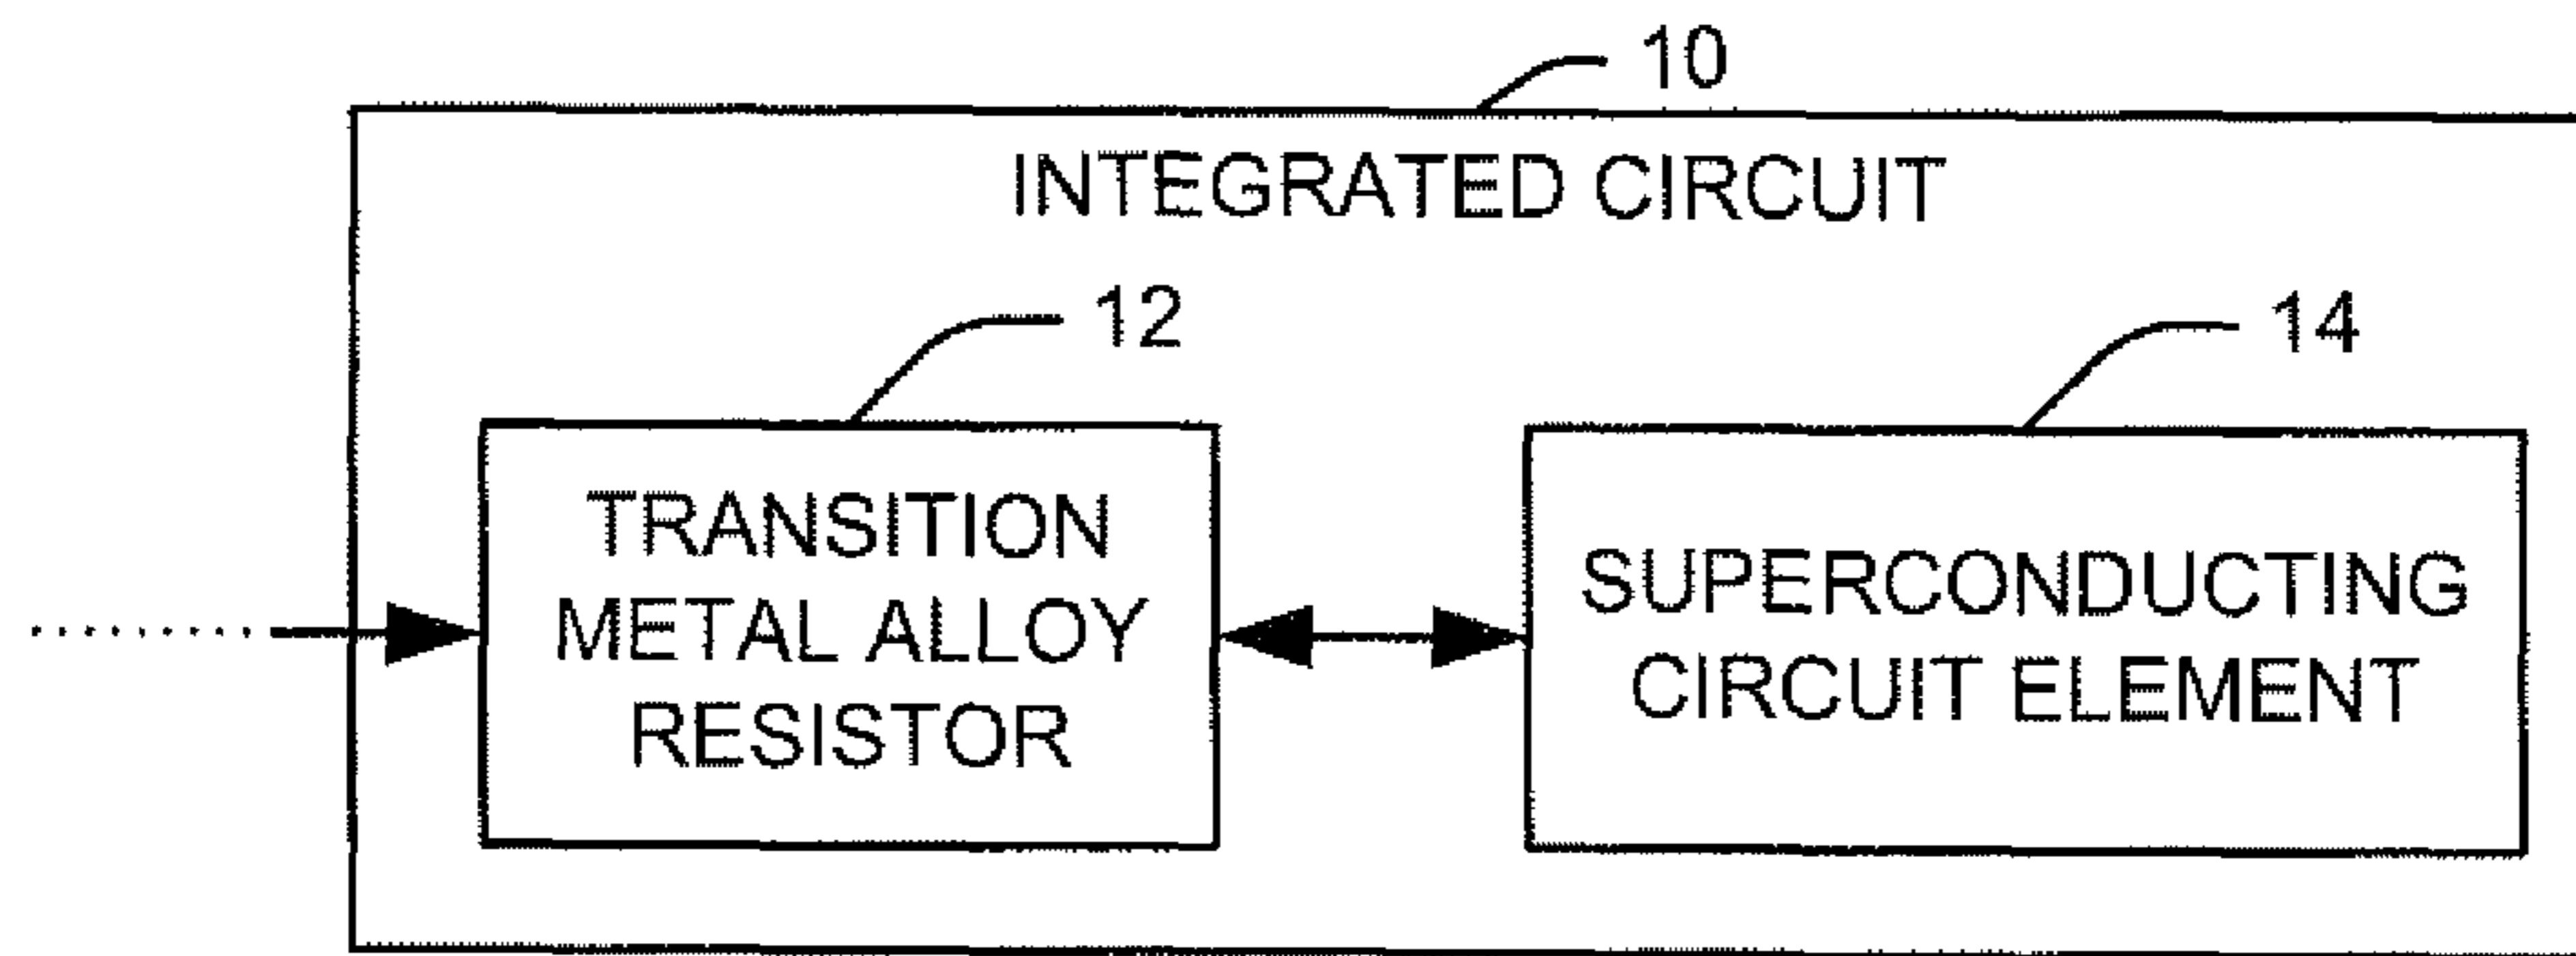 10
INTEGRATED CIRCUIT
12
14
TRANSITION
METAL ALLOY
RESISTOR
SUPERCONDUCTING
CIRCUIT ELEMENT